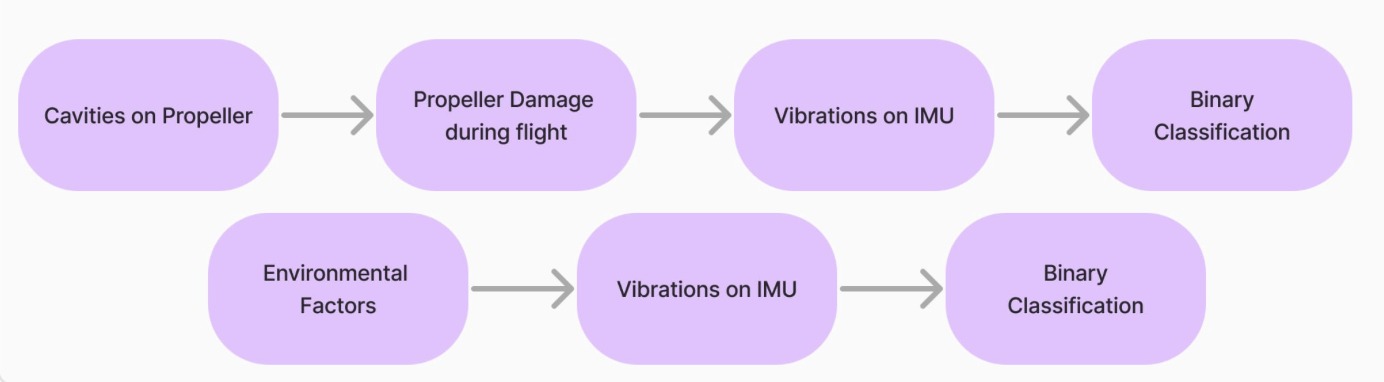 Cavities on Propeller
Propeller Damage
during flight
Vibrations on IMU
Binary
Classification
Environmental
Factors
Vibrations on IMU
Binary
Classification